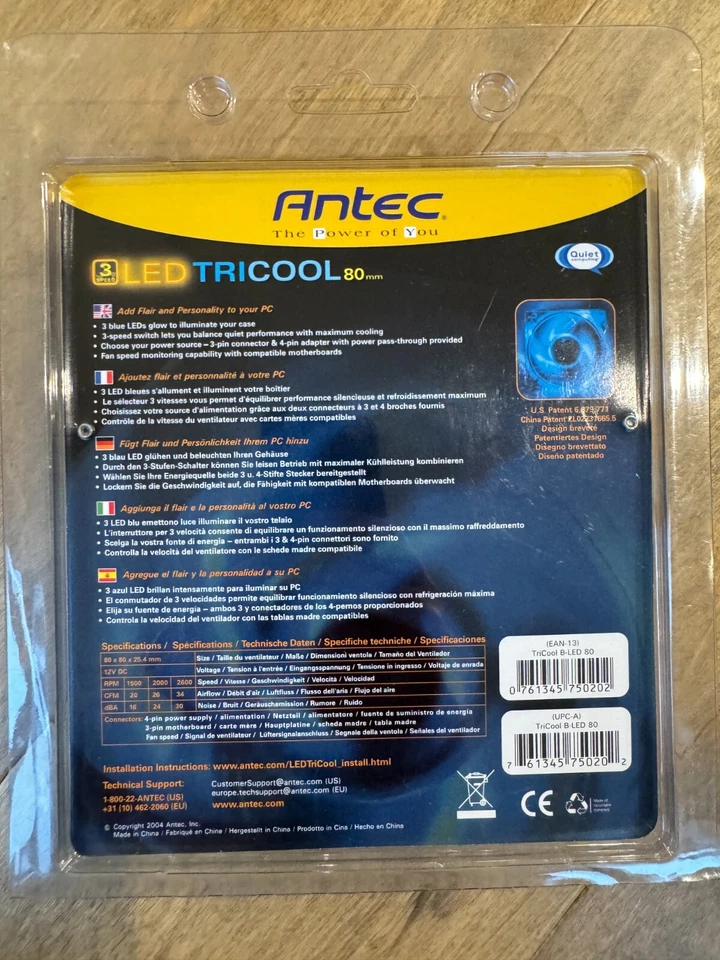 Antec®
The Power of You
3 SPEED LED TRICOOL 80mm
Quiet computing
Add Flair and Personality to your PC
• 3 blue LEDs glow to illuminate your case
• 3-speed switch lets you balance quiet performance with maximum cooling
• Choose your power source – 3-pin connector & 4-pin adapter with power pass-through provided
• Fan speed monitoring capability with compatible motherboards
Ajoutez flair et personnalité à votre PC
• 3 LED bleues s'allument et illuminent votre boîtier
• Le sélecteur 3 vitesses vous permet d'équilibrer performance silencieuse et refroidissement maximum
• Choisissez votre source d'alimentation grâce aux deux connecteurs à 3 et 4 broches fournis
• Contrôle de la vitesse du ventilateur avec cartes mères compatibles
U.S. Patent 6,879,771
China Patent ZL02231665.5
Design breveté
Patentiertes Design
Disegno brevettato
Diseño patentado
Fügt Flair und Persönlichkeit Ihrem PC hinzu
• 3 blau LED glühen und beleuchten Ihren Gehäuse
• Durch den 3-Stufen-Schalter können Sie leisen Betrieb mit maximaler Kühlleistung kombinieren
• Wählen Sie Ihre Energiequelle beide 3 u. 4-Stifte Stecker bereitgestellt
• Lockern Sie die Geschwindigkeit auf, die Fähigkeit mit kompatiblen Motherboards überwacht
Aggiunga il flair e la personalità al vostro PC
• 3 LED blu emettono luce illuminare il vostro telaio
• L'interruttore per 3 velocità consente di equilibrare un funzionamento silenzioso con il massimo raffreddamento
• Scelga la vostra fonte di energia – entrambi i 3 & 4-pin connettori sono fornito
• Controlla la velocità del ventilatore con le schede madre compatibile
Agregue el flair y la personalidad a su PC
• 3 azul LED brillan intensamente para iluminar su PC
• El conmutador de 3 velocidades permite equilibrar funcionamiento silencioso con refrigeración máxima
• Elija su fuente de energía – ambos 3 y conectadores de los 4-pernos proporcionados
• Controla la velocidad del ventilador con las tablas madre compatibles
Specifications / Spécifications / Technische Daten / Specifiche techniche / Specificaciones
80 x 80 x 25.4 mm Size / Taille du ventilateur / Maße / Dimensioni ventola / Tamaño del Ventilador
12V DC Voltage / Tension à l'entrée / Eingangsspannung / Tensione in ingresso / Voltaje de enrada
RPM 1500 2000 2600 Speed / Vitesse / Geschwindigkeit / Velocità / Velocidad
CFM 20 26 34 Airflow / Débit d'air / Luftfluss / Flusso dell'aria / Flujo del aire
dBA 16 24 30 Noise / Bruit / Geräuschemission / Rumore / Ruido
Connectors: 4-pin power supply / alimentation / Netzteil / alimentatore / fuente de suministro de energía
3-pin motherboard / carte mère / Hauptplatine / scheda madre / tabla madre
Fan speed / Signal de ventilateur / Lüftersignalanschluss / Segnale della ventola / Señales del ventilador
(EAN-13)
TriCool B-LED 80
0 761345 750202
(UPC-A)
TriCool B-LED 80
7 61345 75020 2
Installation Instructions: www.antec.com/LEDTriCool_install.html
Technical Support: CustomerSupport@antec.com (US)
europe.techsupport@antec.com (EU)
1-800-22-ANTEC (US)
+31 (10) 462-2060 (EU) www.antec.com
CE
Made of recycled materials
© Copyright 2004 Antec, Inc.
Made in China / Fabriqué en Chine / Hergestellt in China / Prodotto in Cina / Hecho en China